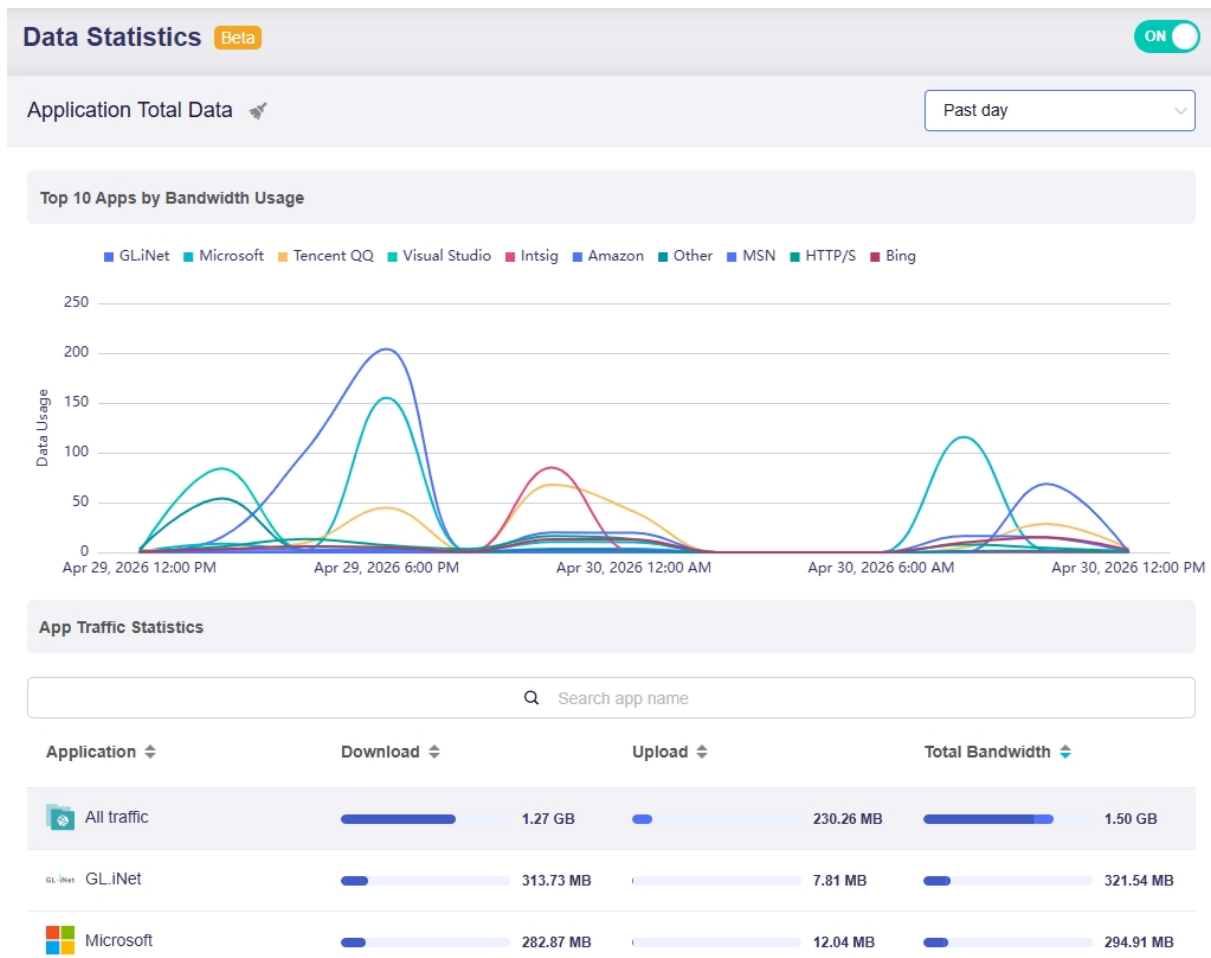 Data Statistics Beta ON
Application Total Data Past day
Top 10 Apps by Bandwidth Usage
GL.iNet Microsoft Tencent QQ Visual Studio Intsig Amazon Other MSN HTTP/S Bing
250
200
150
100
50
0
Data Usage
Apr 29, 2026 12:00 PM Apr 29, 2026 6:00 PM Apr 30, 2026 12:00 AM Apr 30, 2026 6:00 AM Apr 30, 2026 12:00 PM
App Traffic Statistics
Search app name
Application Download Upload Total Bandwidth
All traffic 1.27 GB 230.26 MB 1.50 GB
GL·iNet GL.iNet 313.73 MB 7.81 MB 321.54 MB
Microsoft 282.87 MB 12.04 MB 294.91 MB